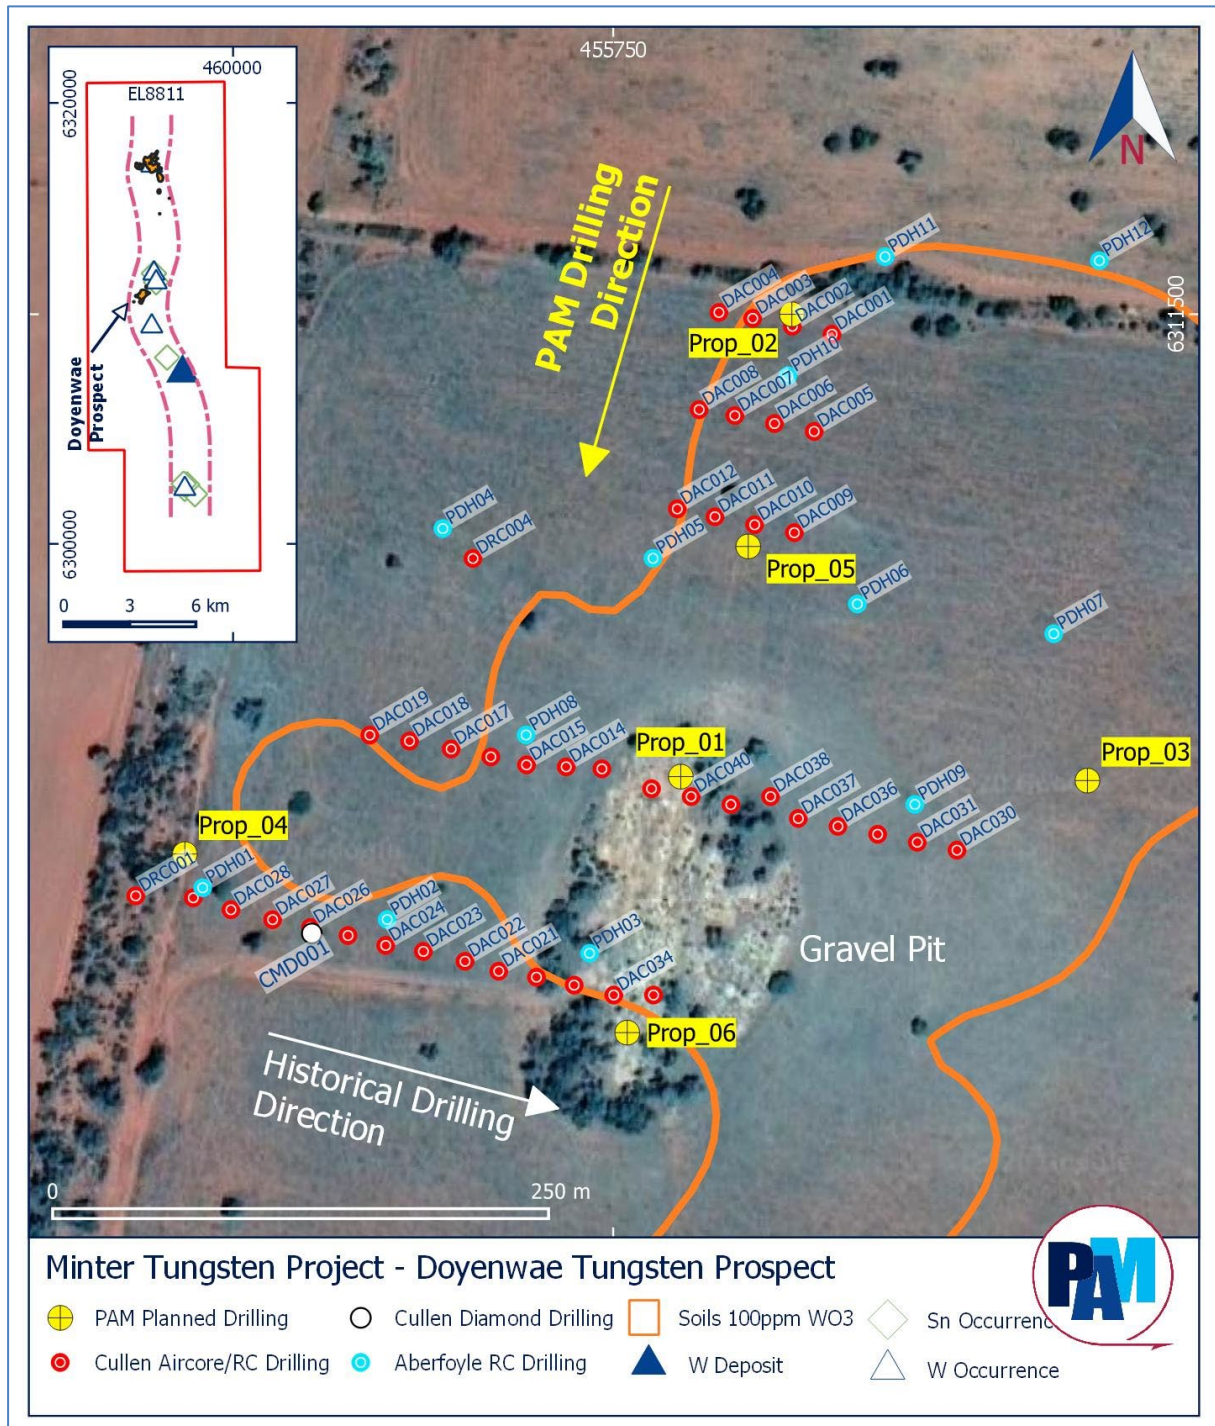 455750
460000
EL8811
6320000
6300000
Doyenwae
Prospect
0 3 6 km
N
PAM Drilling
Direction
PDH11
PDH12
6311500
DAC004
DAC003
DAC002
DAC001
Prop_02
PDH10
DAC008
DAC007
DAC006
DAC005
DAC012
DAC011
DAC010
DAC009
PDH04
DRC004
PDH05
Prop_05
PDH06
PDH07
DAC019
DAC018
DAC017
PDH08
DAC015
DAC014
Prop_01
Prop_03
DAC040
DAC038
DAC037
DAC036
PDH09
DAC031
DAC030
Prop_04
DRC001
PDH01
DAC028
DAC027
DAC026
CMD001
PDH02
DAC024
DAC023
DAC022
DAC021
PDH03
DAC034
Gravel Pit
Prop_06
Historical Drilling
Direction
0 250 m
Minter Tungsten Project - Doyenwae Tungsten Prospect
PAM Planned Drilling
Cullen Diamond Drilling
Soils 100ppm WO3
Sn Occurrenc
Cullen Aircore/RC Drilling
Aberfoyle RC Drilling
W Deposit
W Occurrence
PAM